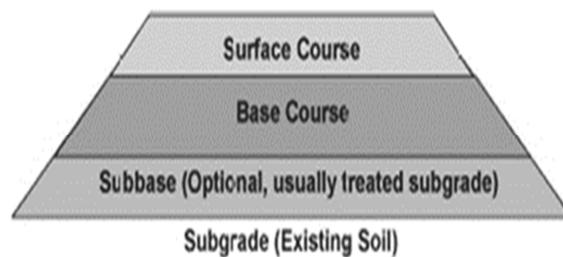 Surface Course
Base Course
Subbase (Optional, usually treated subgrade)
Subgrade (Existing Soil)